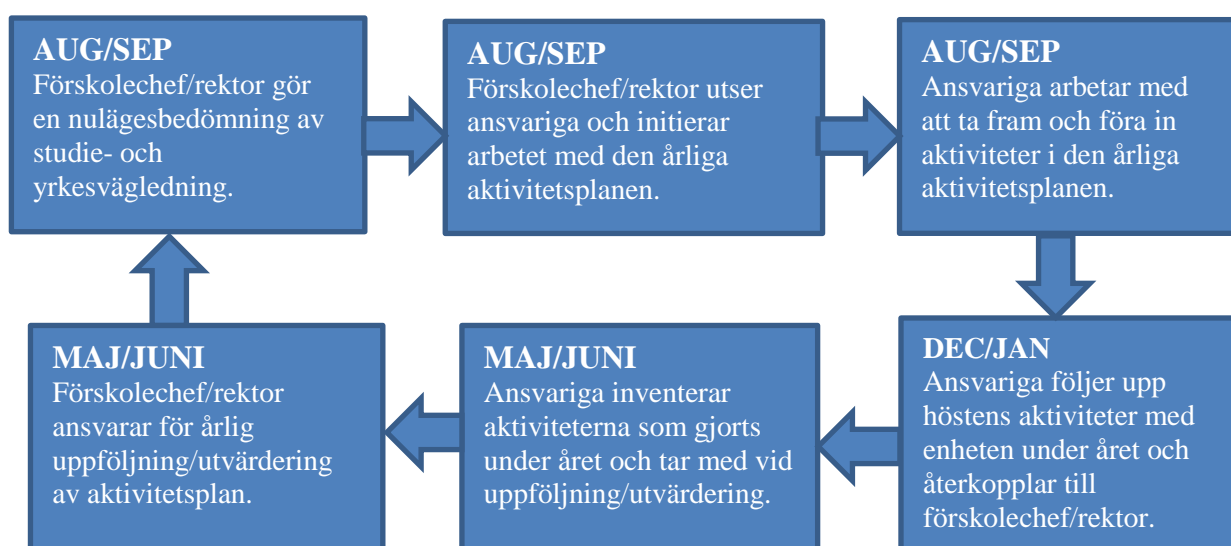 AUG/SEP
Förskolechef/rektor gör
en nulägesbedömning av
studie- och
yrkesvägledning.
AUG/SEP
Förskolechef/rektor utser
ansvariga och initierar
arbetet med den årliga
aktivitetsplanen.
AUG/SEP
Ansvariga arbetar med
att ta fram och föra in
aktiviteter i den årliga
aktivitetsplanen.
DEC/JAN
Ansvariga följer upp
höstens aktiviteter med
enheten under året och
återkopplar till
förskolechef/rektor.
MAJ/JUNI
Ansvariga inventerar
aktiviteterna som gjorts
under året och tar med vid
uppföljning/utvärdering.
MAJ/JUNI
Förskolechef/rektor
ansvarar för årlig
uppföljning/utvärdering
av aktivitetsplan.